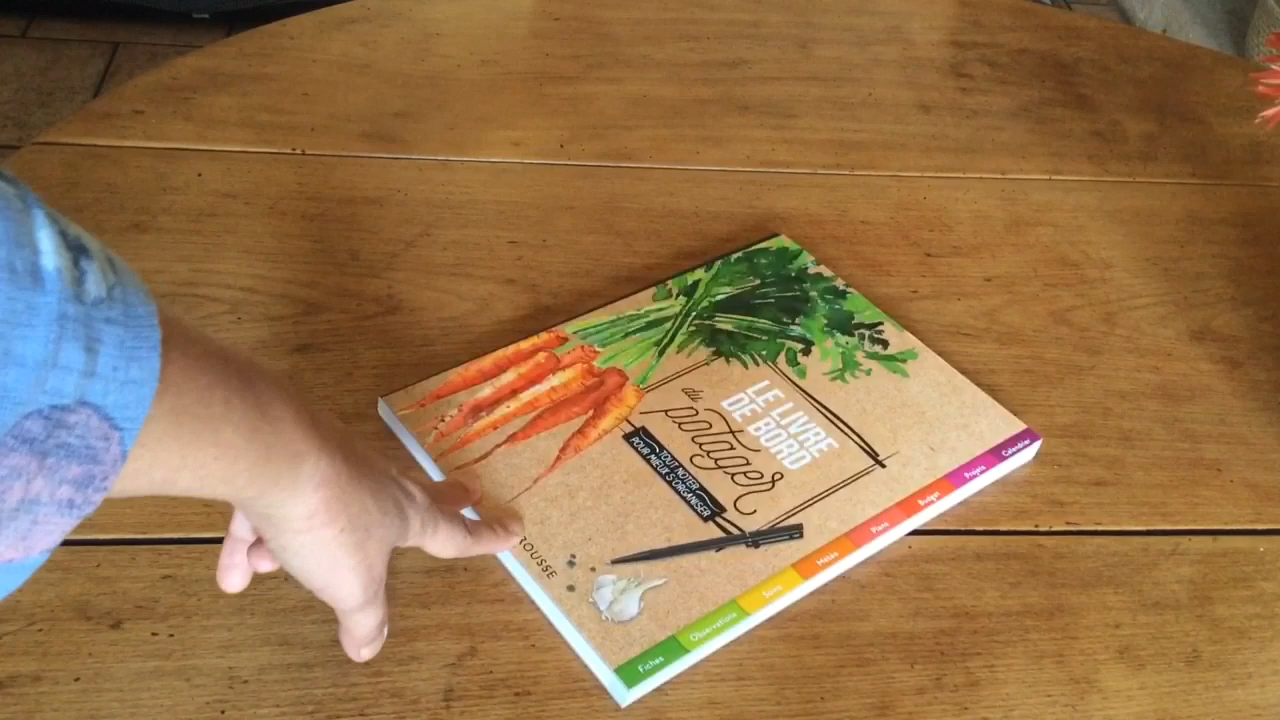 LE LIVRE
DE BORD
du
potager
TOUT NOTER
POUR MIEUX S'ORGANISER
ROUSSE
Fiches
Observations
Soins
Météo
Plans
Budget
Projets
Calendrier